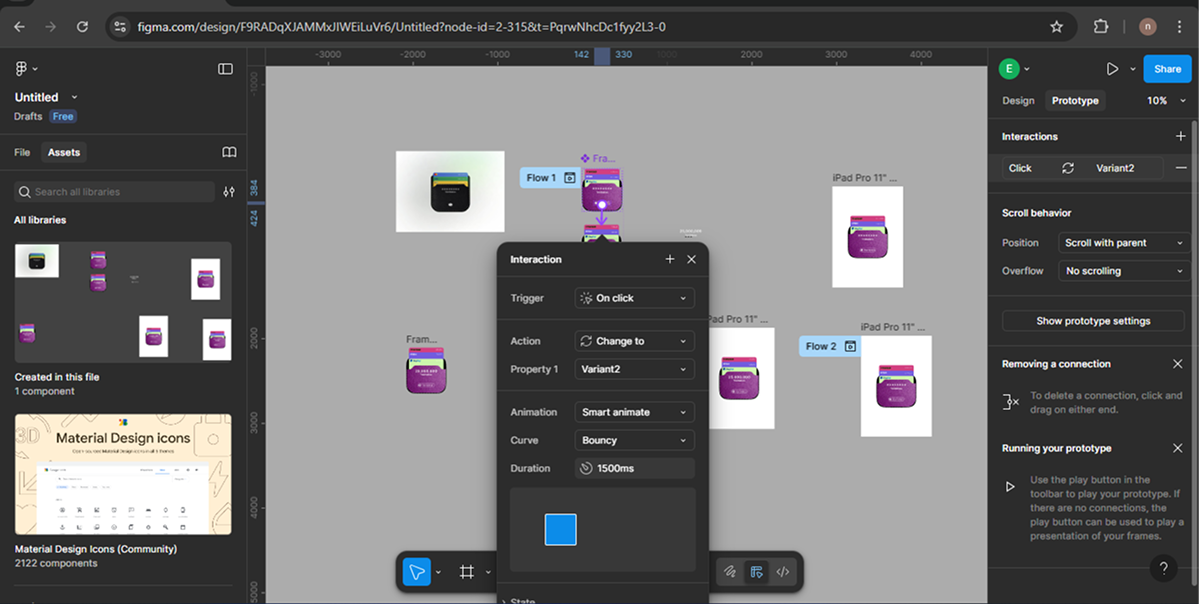 figma.com/design/F9RADqXJAMMxJIWEiLuVr6/Untitled?node-id=2-315&t=PqrwNhcDc1fyy2L3-0
n
-3000 -2000 -1000 142 330 1000 2000 3000 4000
-1000
384
424
2000
3000
4000
5000
Untitled
Drafts Free
File Assets
Search all libraries
All libraries
Created in this file
1 component
Material Design icons
Material Design Icons (Community)
2122 components
Fra...
Flow 1
Fram...
iPad Pro 11" ...
Pad Pro 11" ...
iPad Pro 11" ...
Flow 2
Interaction
Trigger On click
Action Change to
Property 1 Variant2
Animation Smart animate
Curve Bouncy
Duration 1500ms
State
E
Share
Design Prototype 10%
Interactions
Click Variant2
Scroll behavior
Position Scroll with parent
Overflow No scrolling
Show prototype settings
Removing a connection
To delete a connection, click and
drag on either end.
Running your prototype
Use the play button in the
toolbar to play your prototype. If
there are no connections, the
play button can be used to play a
presentation of your frames.
?